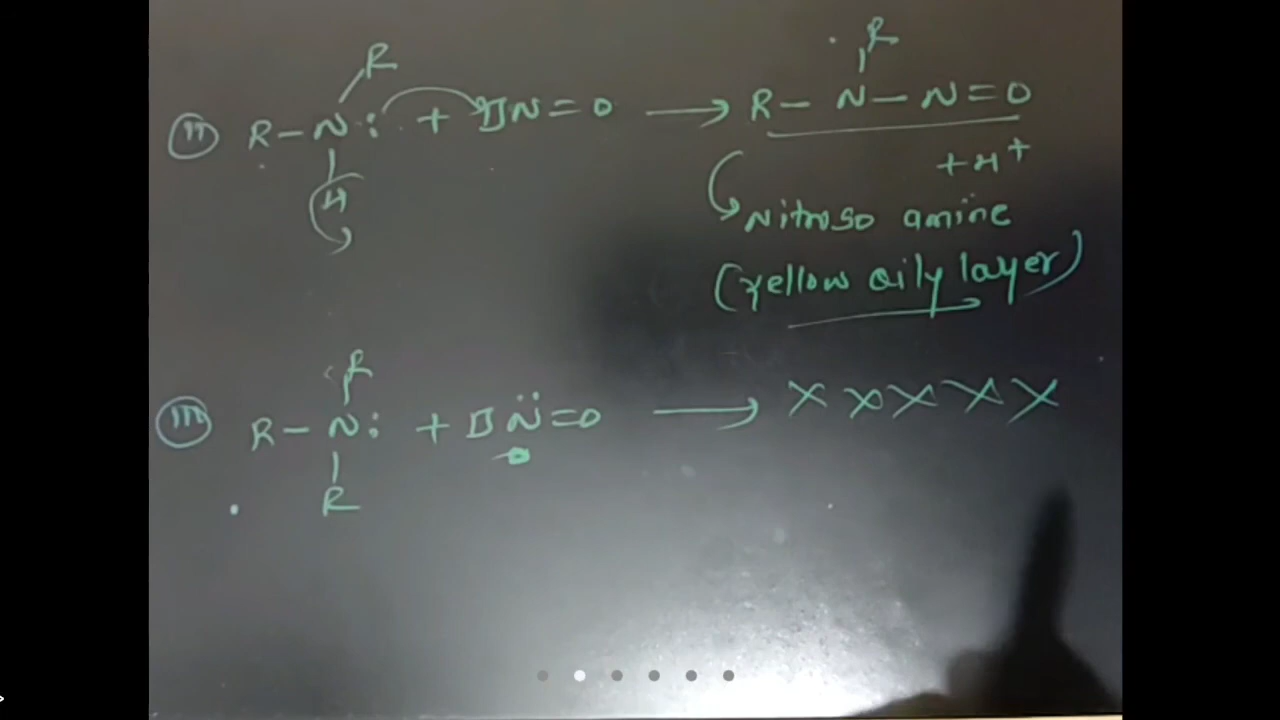 R
R
(II) R-N: + □N=O → R-N-N=O
H
+H+
Nitroso amine
(yellow oily layer)
R
(III) R-N: + □N̈=O → X X X X X
R